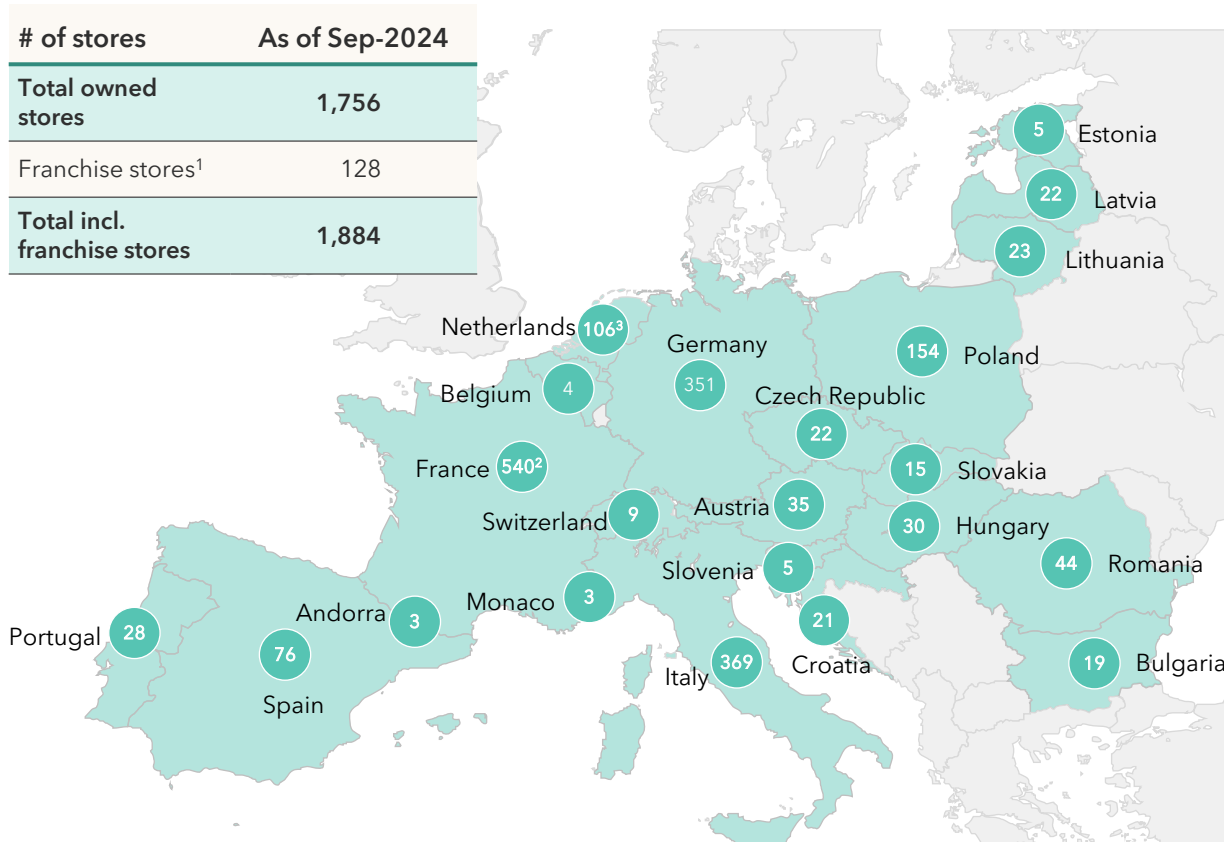 # of stores As of Sep-2024
Total owned
stores 1,756
Franchise stores¹ 128
Total incl.
franchise stores 1,884
5 Estonia
22 Latvia
23 Lithuania
Netherlands 106³
Germany
351
154 Poland
Belgium 4
Czech Republic
22
France 540²
15 Slovakia
Switzerland 9
Austria 35
30 Hungary
Slovenia 5
44 Romania
Monaco 3
Andorra 3
Portugal 28
76
Spain
21
Croatia
Italy 369
19 Bulgaria